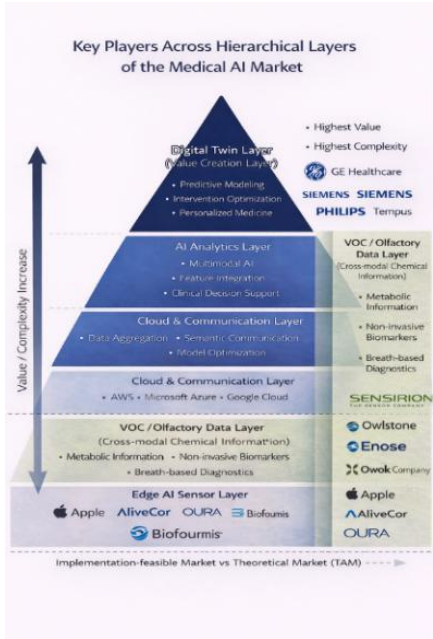 Key Players Across Hierarchical Layers
of the Medical AI Market
Digital Twin Layer
(Value Creation Layer)
• Predictive Modeling
• Intervention Optimization
• Personalized Medicine
• Highest Value
• Highest Complexity
GE Healthcare
SIEMENS SIEMENS
PHILIPS Tempus
Value / Complexity Increase
AI Analytics Layer
• Multimodal AI
• Feature Integration
• Clinical Decision Support
Cloud & Communication Layer
• Data Aggregation • Semantic Communication
• Model Optimization
Cloud & Communication Layer
• AWS • Microsoft Azure • Google Cloud
VOC / Olfactory Data Layer
(Cross-modal Chemical Information)
• Metabolic Information • Non-invasive Biomarkers
• Breath-based Diagnostics
Edge AI Sensor Layer
Apple AliveCor OURA Biofourmis
Biofourmis
VOC / Olfactory
Data Layer
(Cross-modal Chemical
Information)
• Metabolic
Information
• Non-invasive
Biomarkers
• Breath-based
Diagnostics
SENSIRION
THE SENSOR COMPANY
Owlstone
Enose
Owok Company
Apple
AliveCor
OURA
Implementation-feasible Market vs Theoretical Market (TAM)